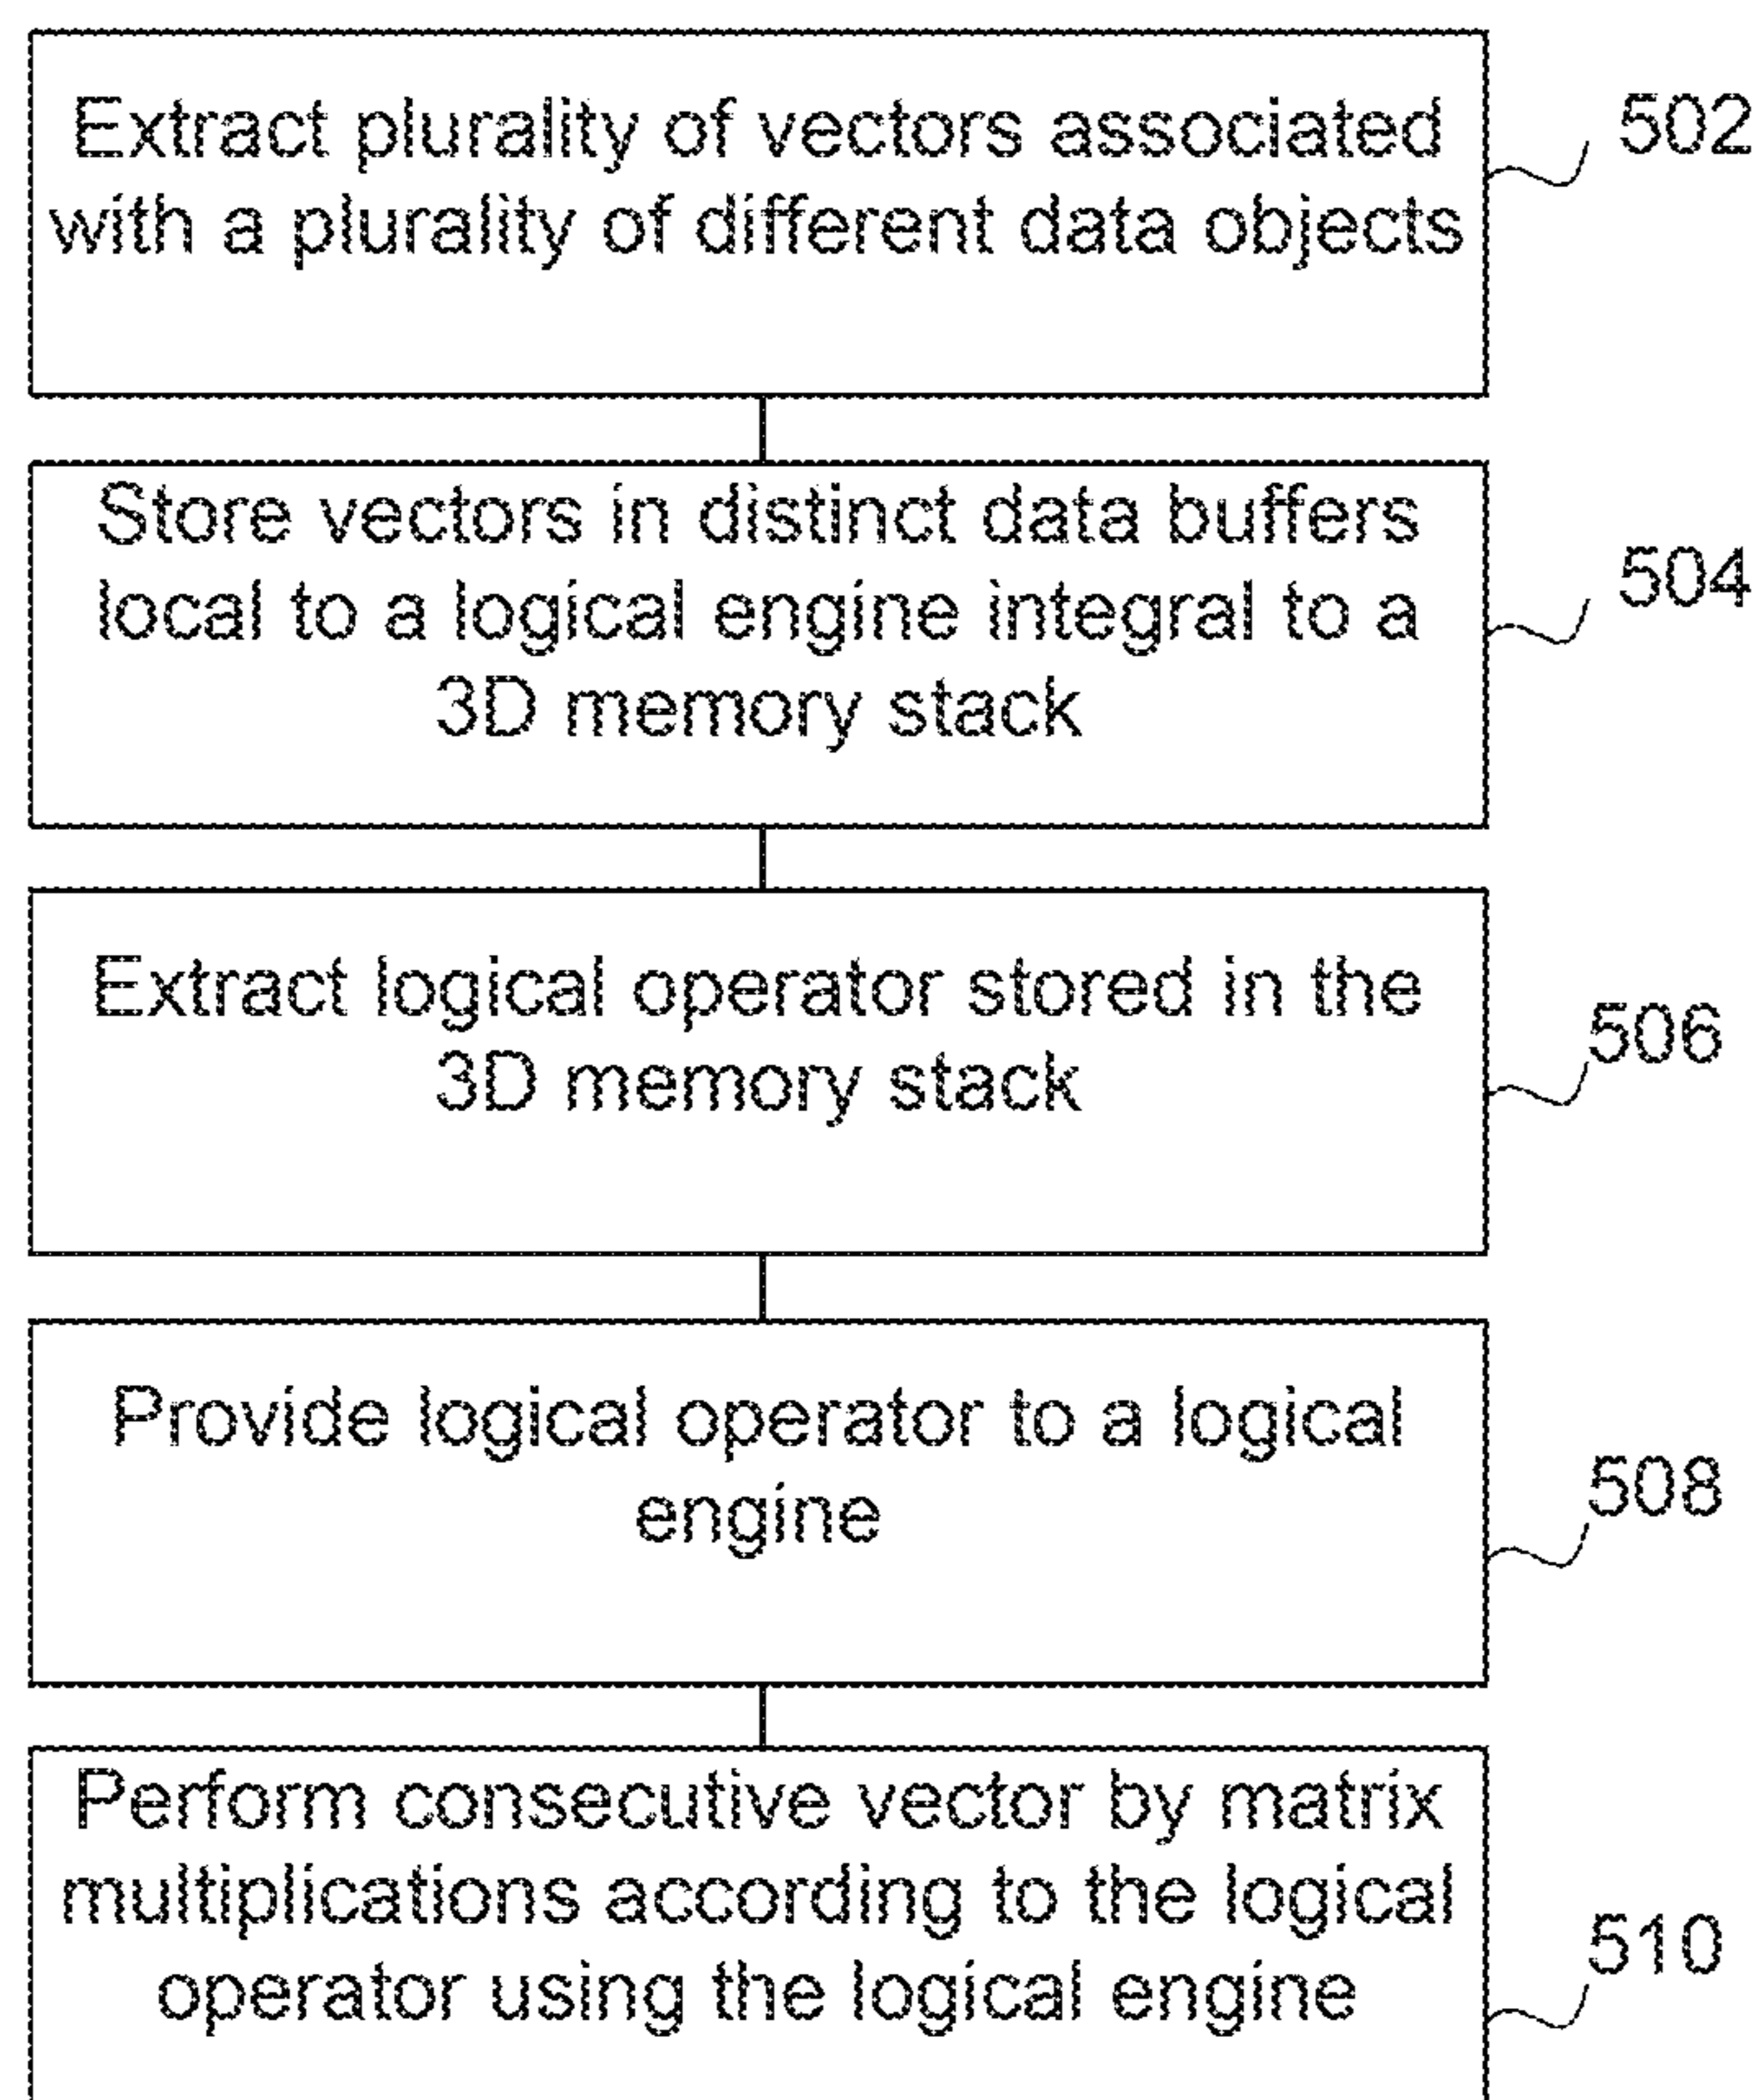 Extract plurality of vectors associated
with a plurality of different data objects
502
Store vectors in distinct data buffers
local to a logical engine integral to a
3D memory stack
504
Extract logical operator stored in the
3D memory stack
506
Provide logical operator to a logical
engine
508
Perform consecutive vector by matrix
multiplications according to the logical
operator using the logical engine
510